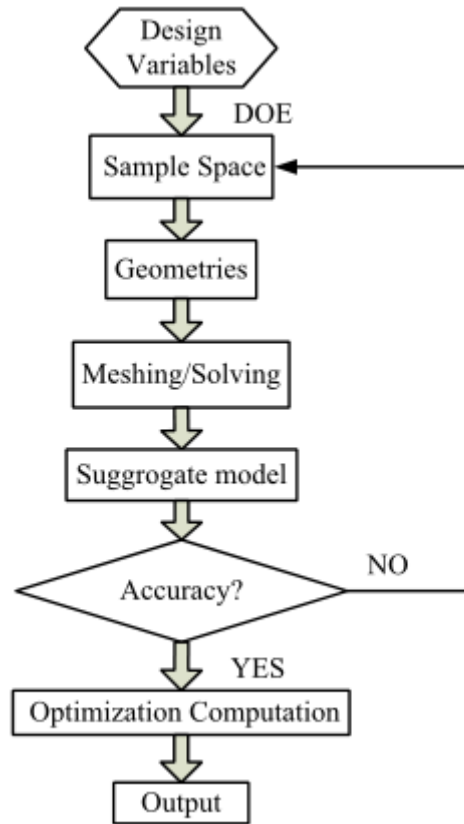 Design
Variables
DOE
Sample Space
Geometries
Meshing/Solving
Suggrogate model
Accuracy?
NO
YES
Optimization Computation
Output